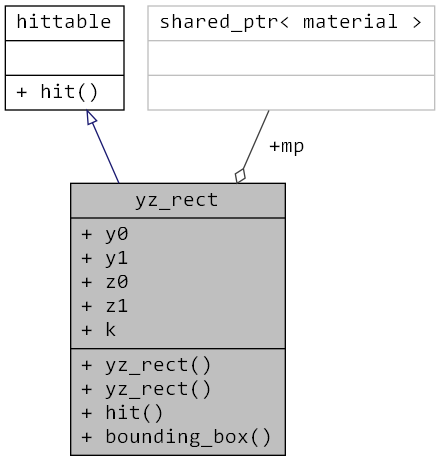 hittable
+ hit()
shared_ptr< material >
+mp
yz_rect
+ y0
+ y1
+ z0
+ z1
+ k
+ yz_rect()
+ yz_rect()
+ hit()
+ bounding_box()